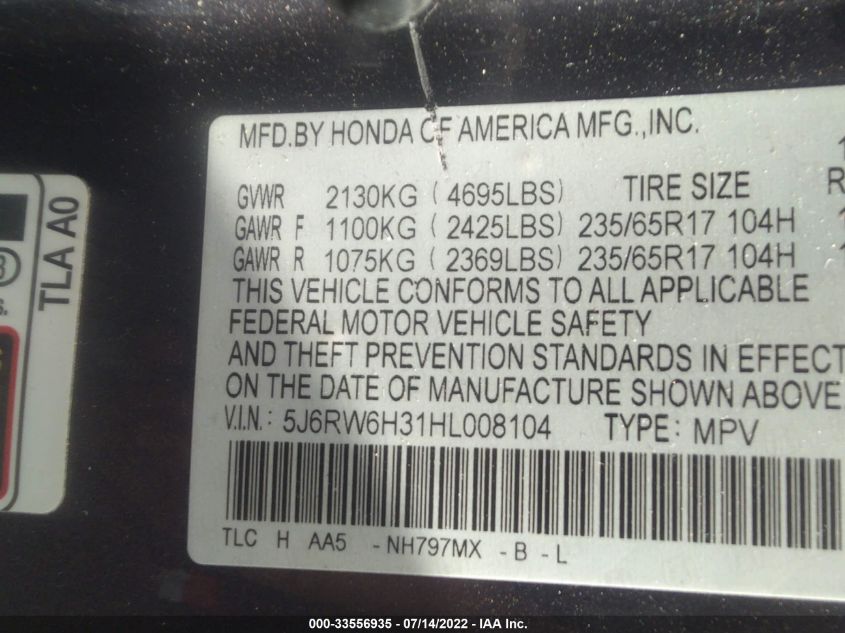 MFD.BY HONDA OF AMERICA MFG.,INC.
GVWR 2130KG ( 4695LBS) TIRE SIZE
GAWR F 1100KG ( 2425LBS) 235/65R17 104H
GAWR R 1075KG ( 2369LBS) 235/65R17 104H
THIS VEHICLE CONFORMS TO ALL APPLICABLE
FEDERAL MOTOR VEHICLE SAFETY
AND THEFT PREVENTION STANDARDS IN EFFECT
ON THE DATE OF MANUFACTURE SHOWN ABOVE
V.I.N.: 5J6RW6H31HL008104 TYPE: MPV
TLC H AA5 -NH797MX -B -L
TLA A0
000-33556935 - 07/14/2022 - IAA Inc.